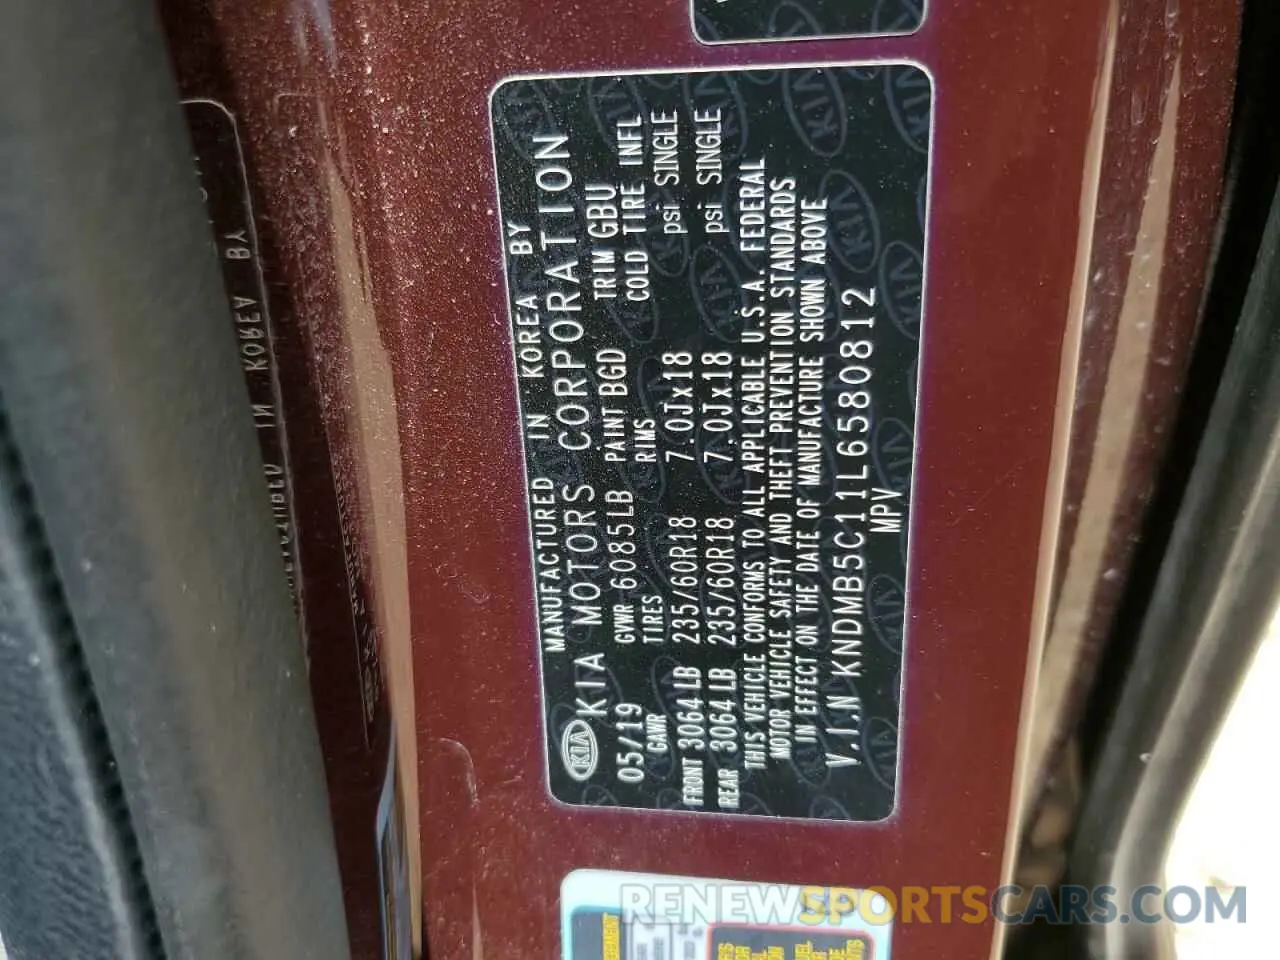 MANUFACTURED IN KOREA BY
KIA KIA MOTORS CORPORATION
05/19 GVWR 6085LB PAINT BGD TRIM GBU
GAWR TIRES RIMS COLD TIRE INFL
FRONT 3064LB 235/60R18 7.0Jx18 psi SINGLE
REAR 3064LB 235/60R18 7.0Jx18 psi SINGLE
THIS VEHICLE CONFORMS TO ALL APPLICABLE U.S.A. FEDERAL
MOTOR VEHICLE SAFETY AND THEFT PREVENTION STANDARDS
IN EFFECT ON THE DATE OF MANUFACTURE SHOWN ABOVE
V.I.N KNDMB5C11L6580812
MPV
RENEWSPORTSCARS.COM